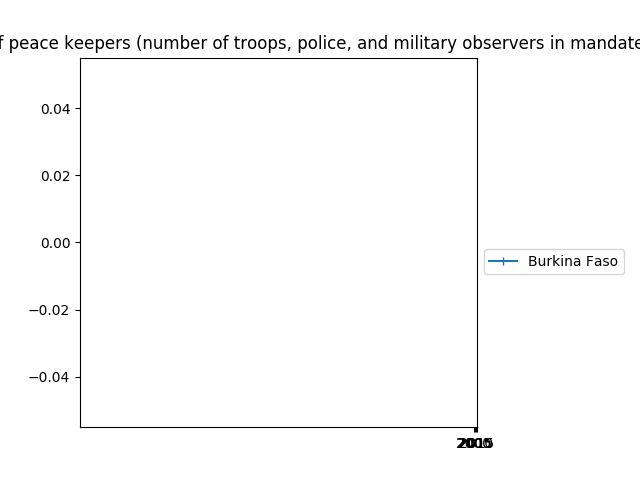 f peace keepers (number of troops, police, and military observers in mandate
0.04
0.02
0.00
−0.02
−0.04
Burkina Faso